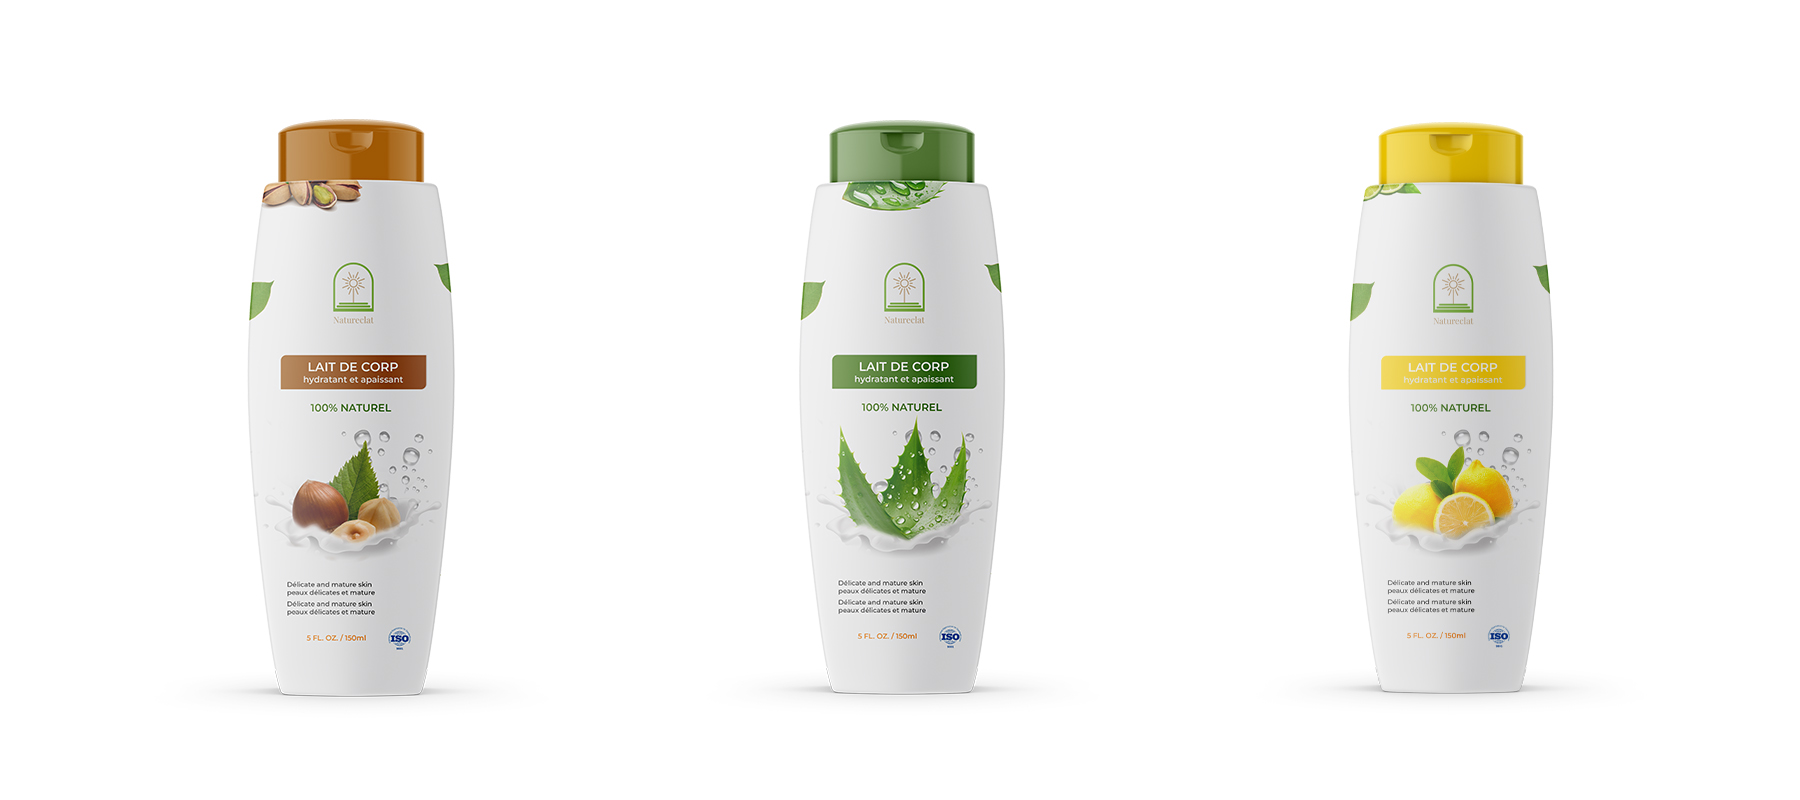 Natureclat
LAIT DE CORP
hydratant et apaissant
100% NATUREL
Délicate and mature skin
peaux délicates et mature
Délicate and mature skin
peaux délicates et mature
5 FL. OZ. / 150ml
ISO
Natureclat
LAIT DE CORP
hydratant et apaissant
100% NATUREL
Délicate and mature skin
peaux délicates et mature
Délicate and mature skin
peaux délicates et mature
5 FL. OZ. / 150ml
ISO
Natureclat
LAIT DE CORP
hydratant et apaissant
100% NATUREL
Délicate and mature skin
peaux délicates et mature
Délicate and mature skin
peaux délicates et mature
5 FL. OZ. / 150ml
ISO